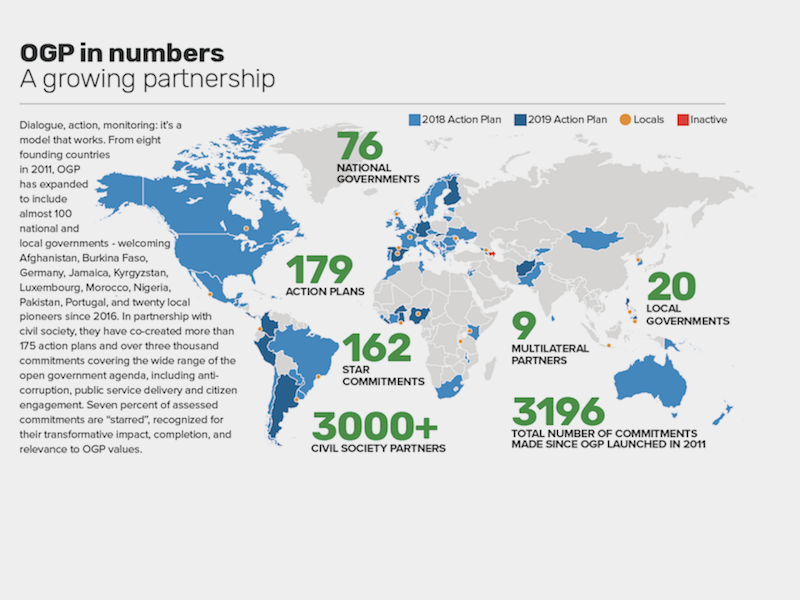 OGP in numbers
A growing partnership
2018 Action Plan
2019 Action Plan
Locals
Inactive
Dialogue, action, monitoring: it's a
model that works. From eight
founding countries
in 2011, OGP
has expanded
to include
almost 100
national and
local governments - welcoming
Afghanistan, Burkina Faso,
Germany, Jamaica, Kyrgyzstan,
Luxembourg, Morocco, Nigeria,
Pakistan, Portugal, and twenty local
pioneers since 2016. In partnership with
civil society, they have co-created more than
175 action plans and over three thousand
commitments covering the wide range of the
open government agenda, including anti-
corruption, public service delivery and citizen
engagement. Seven percent of assessed
commitments are “starred”, recognized for
their transformative impact, completion, and
relevance to OGP values.
76
NATIONAL
GOVERNMENTS
179
ACTION PLANS
162
STAR
COMMITMENTS
3000+
CIVIL SOCIETY PARTNERS
20
LOCAL
GOVERNMENTS
9
MULTILATERAL
PARTNERS
3196
TOTAL NUMBER OF COMMITMENTS
MADE SINCE OGP LAUNCHED IN 2011